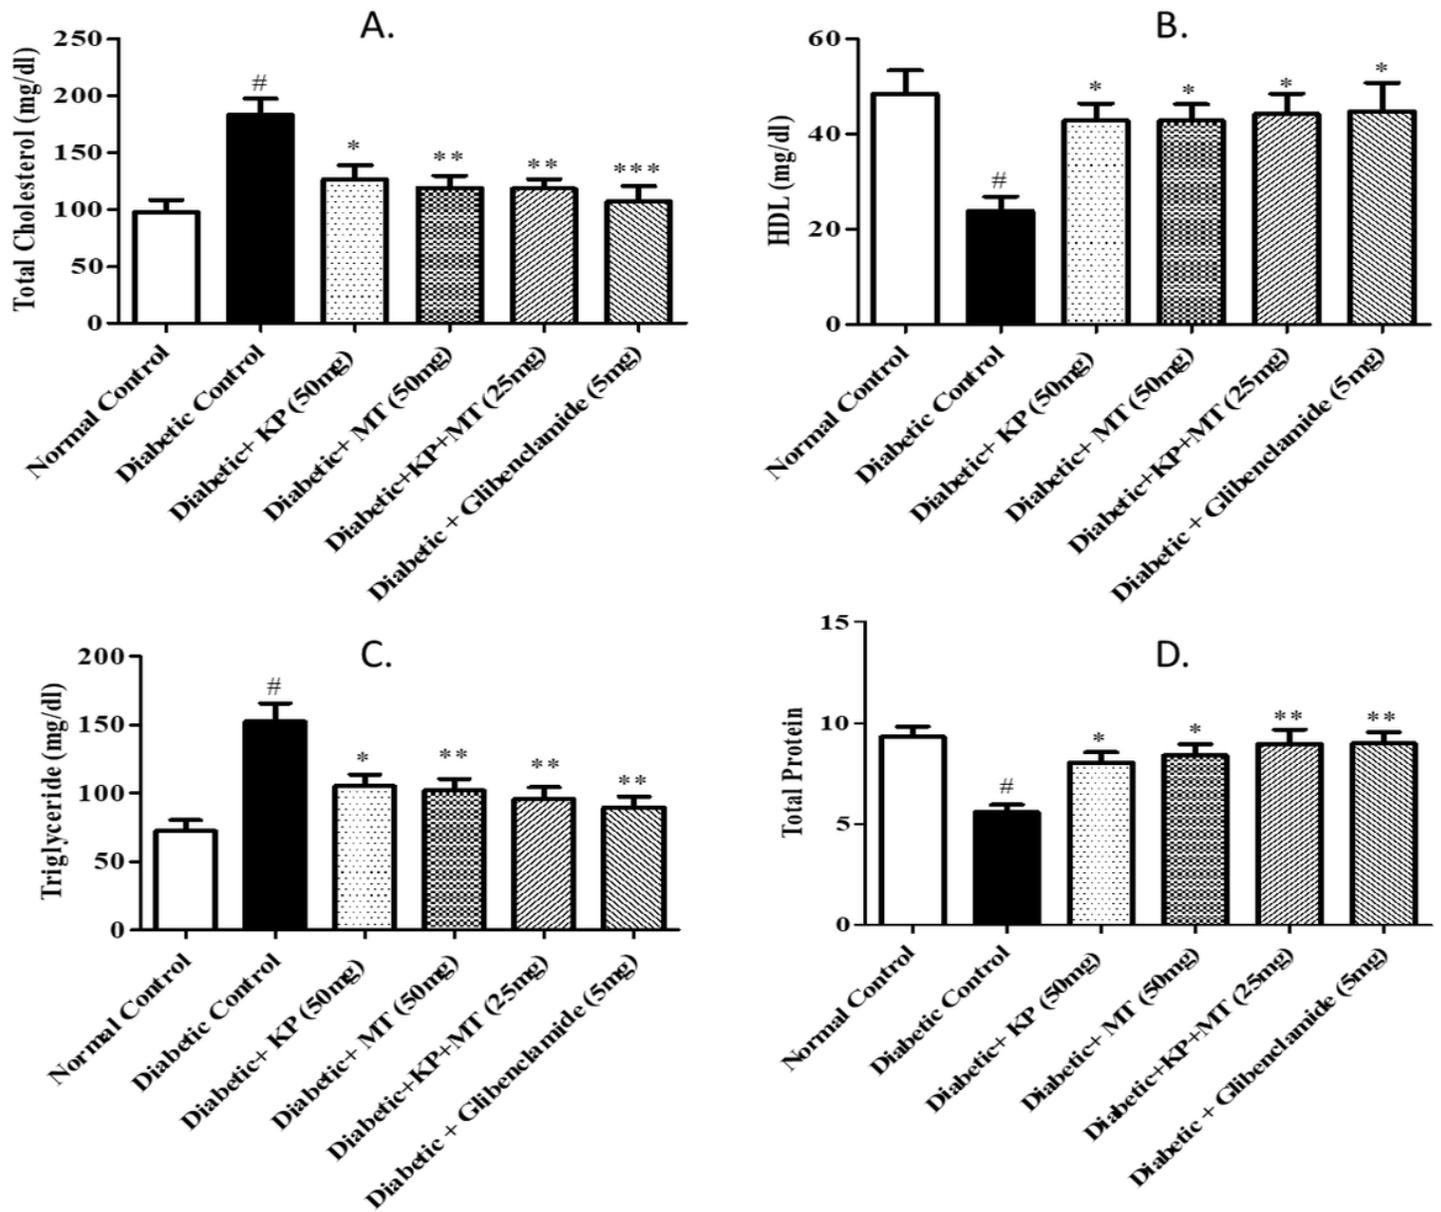 A.
Total Cholesterol (mg/dl)
250
200
150
100
50
0
#
*
**
**
***
Normal Control
Diabetic Control
Diabetic+ KP (50mg)
Diabetic+ MT (50mg)
Diabetic+KP+MT (25mg)
Diabetic + Glibenclamide (5mg)
B.
HDL (mg/dl)
60
40
20
0
#
*
*
*
*
Normal Control
Diabetic Control
Diabetic+ KP (50mg)
Diabetic+ MT (50mg)
Diabetic+KP+MT (25mg)
Diabetic + Glibenclamide (5mg)
C.
Triglyceride (mg/dl)
200
150
100
50
0
#
*
**
**
**
Normal Control
Diabetic Control
Diabetic+ KP (50mg)
Diabetic+ MT (50mg)
Diabetic+KP+MT (25mg)
Diabetic + Glibenclamide (5mg)
D.
Total Protein
15
10
5
0
#
*
*
**
**
Normal Control
Diabetic Control
Diabetic+ KP (50mg)
Diabetic+ MT (50mg)
Diabetic+KP+MT (25mg)
Diabetic + Glibenclamide (5mg)